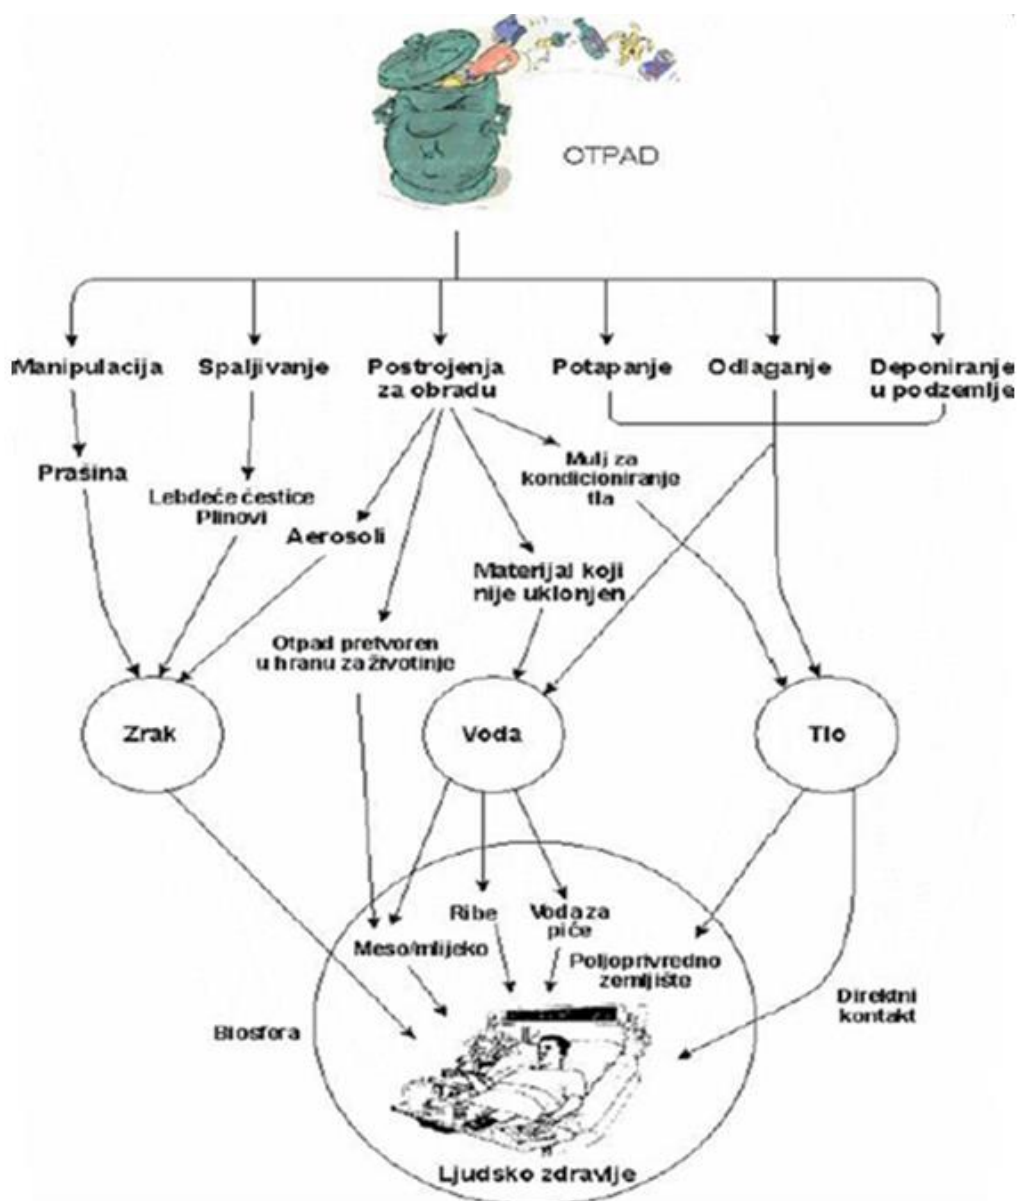 OTPAD
Manipulacija
Spaljivanje
Postrojenja
za obradu
Potapanje
Odlaganje
Deponiranje
u podzemlje
Prašina
Lebdeće čestice
Plinovi
Aerosoli
Mulj za
kondicioniranje
tla
Materijal koji
nije uklonjen
Otpad pretvoren
u hranu za životinje
Zrak
Voda
Tlo
Ribe
Voda za
piće
Meso/mlijeko
Poljoprivredno
zemljište
Direktni
kontakt
Biosfera
Ljudsko zdravlje